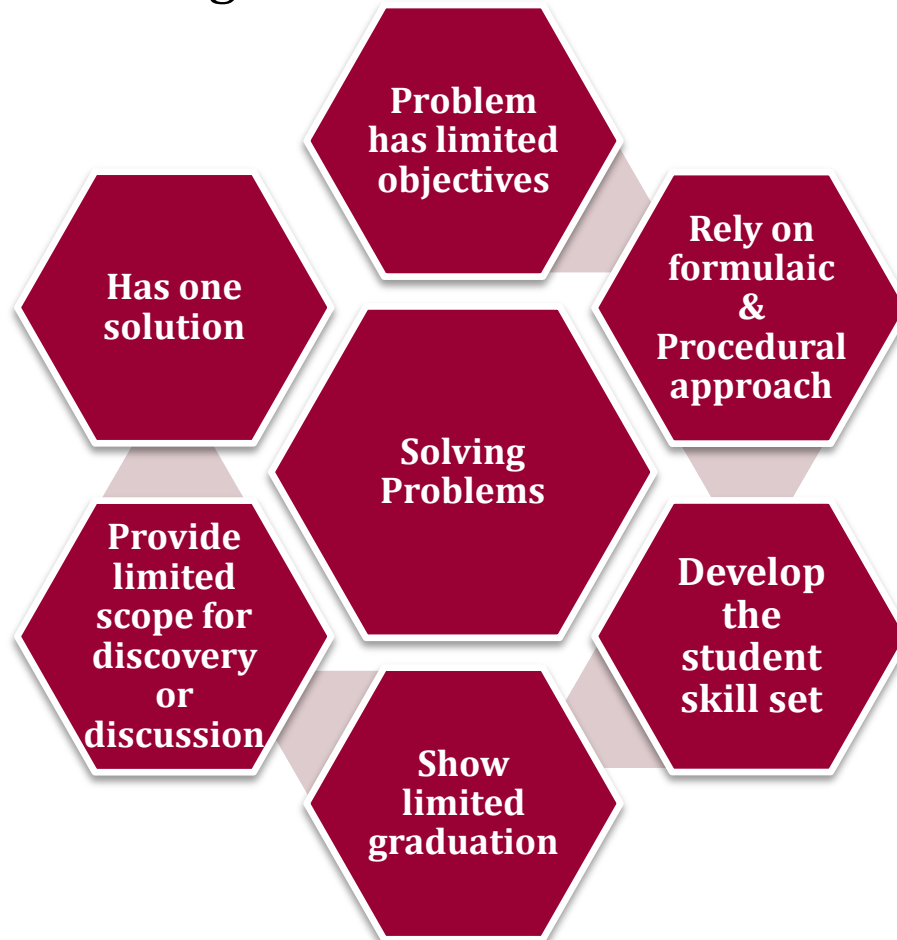 Problem
has limited
objectives
Rely on
formulaic
&
Procedural
approach
Develop
the
student
skill set
Show
limited
graduation
Provide
limited
scope for
discovery
or
discussion
Has one
solution
Solving
Problems